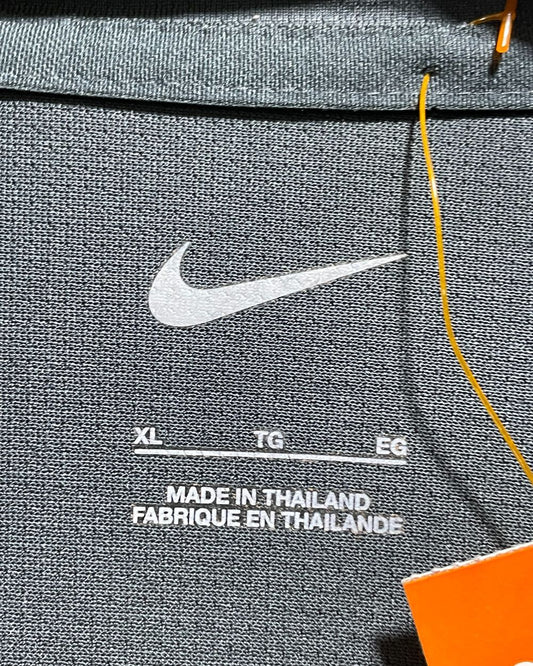 XL TG EG
MADE IN THAILAND
FABRIQUE EN THAILANDE